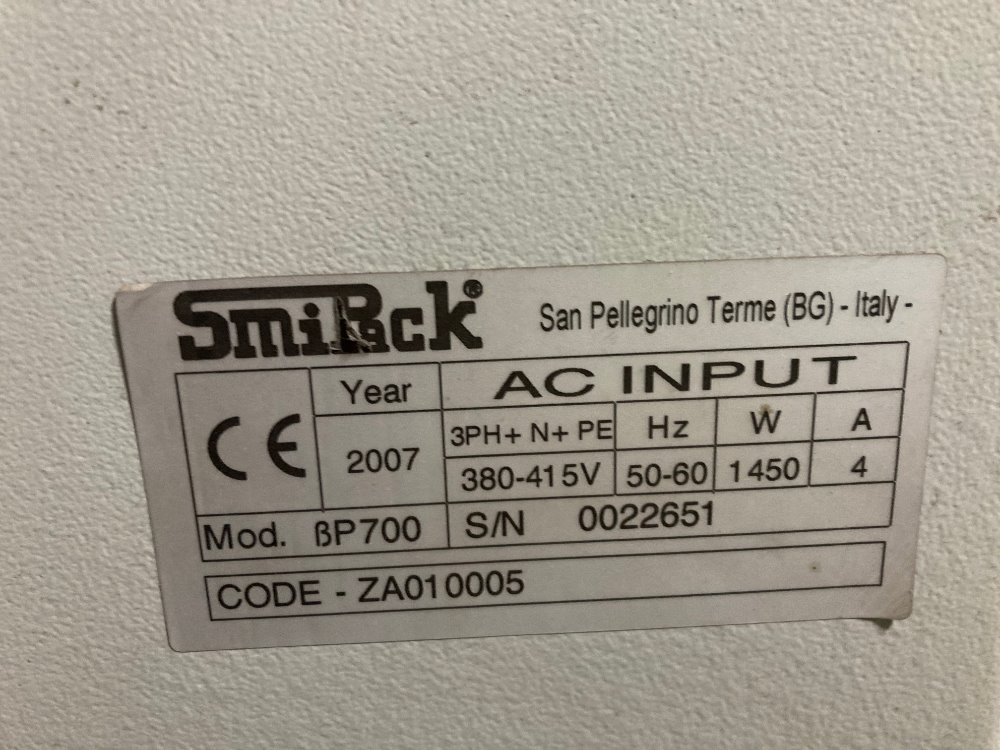 SmiPack® San Pellegrino Terme (BG) - Italy -
CE Year AC INPUT
2007 3PH+ N+ PE Hz W A
380-415V 50-60 1450 4
Mod. ßP700 S/N 0022651
CODE - ZA010005